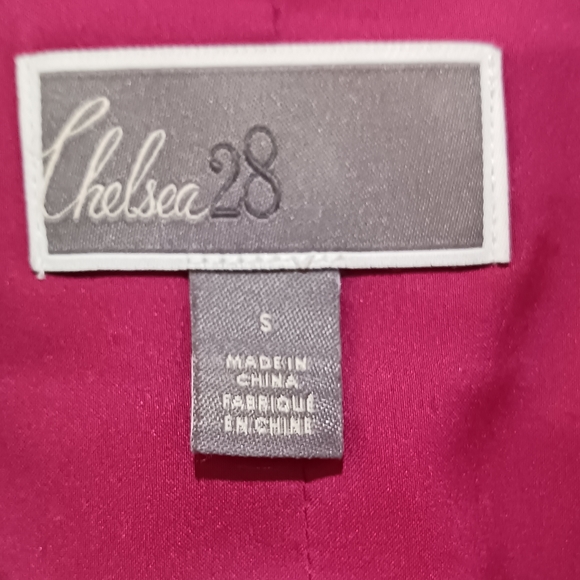 Chelsea28
S
MADE IN
CHINA
FABRIQUÉ
EN CHINE